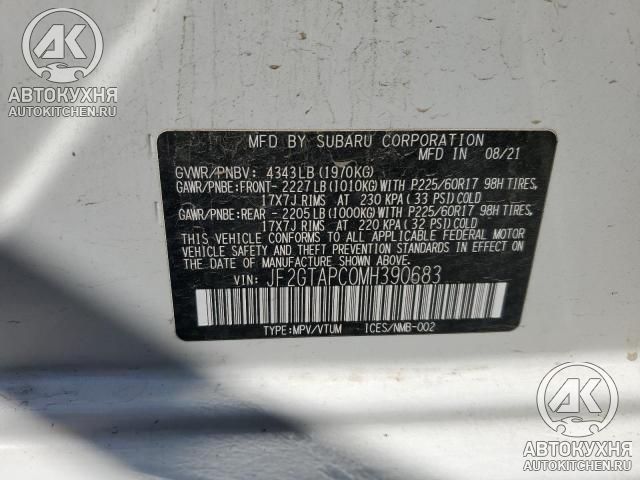 AK
АВТОКУХНЯ
AUTOKITCHEN.RU
MFD BY SUBARU CORPORATION
MFD IN 08/21
GVWR/PNBV: 4343LB (1970KG)
GAWR/PNBE:FRONT- 2227LB (1010KG) WITH P225/60R17 98H TIRES,
17X7J RIMS AT 230 KPA ( 33 PSI) COLD
GAWR/PNBE:REAR - 2205LB (1000KG) WITH P225/60R17 98H TIRES,
17X7J RIMS AT 220 KPA ( 32 PSI) COLD
THIS VEHICLE CONFORMS TO ALL APPLICABLE FEDERAL MOTOR
VEHICLE SAFETY AND THEFT PREVENTION STANDARDS IN EFFECT ON
THE DATE OF MANUFACTURE SHOWN ABOVE.
VIN: JF2GTAPC0MH390683
TYPE:MPV/VTUM ICES/NMB-002
AK
АВТОКУХНЯ
AUTOKITCHEN.RU